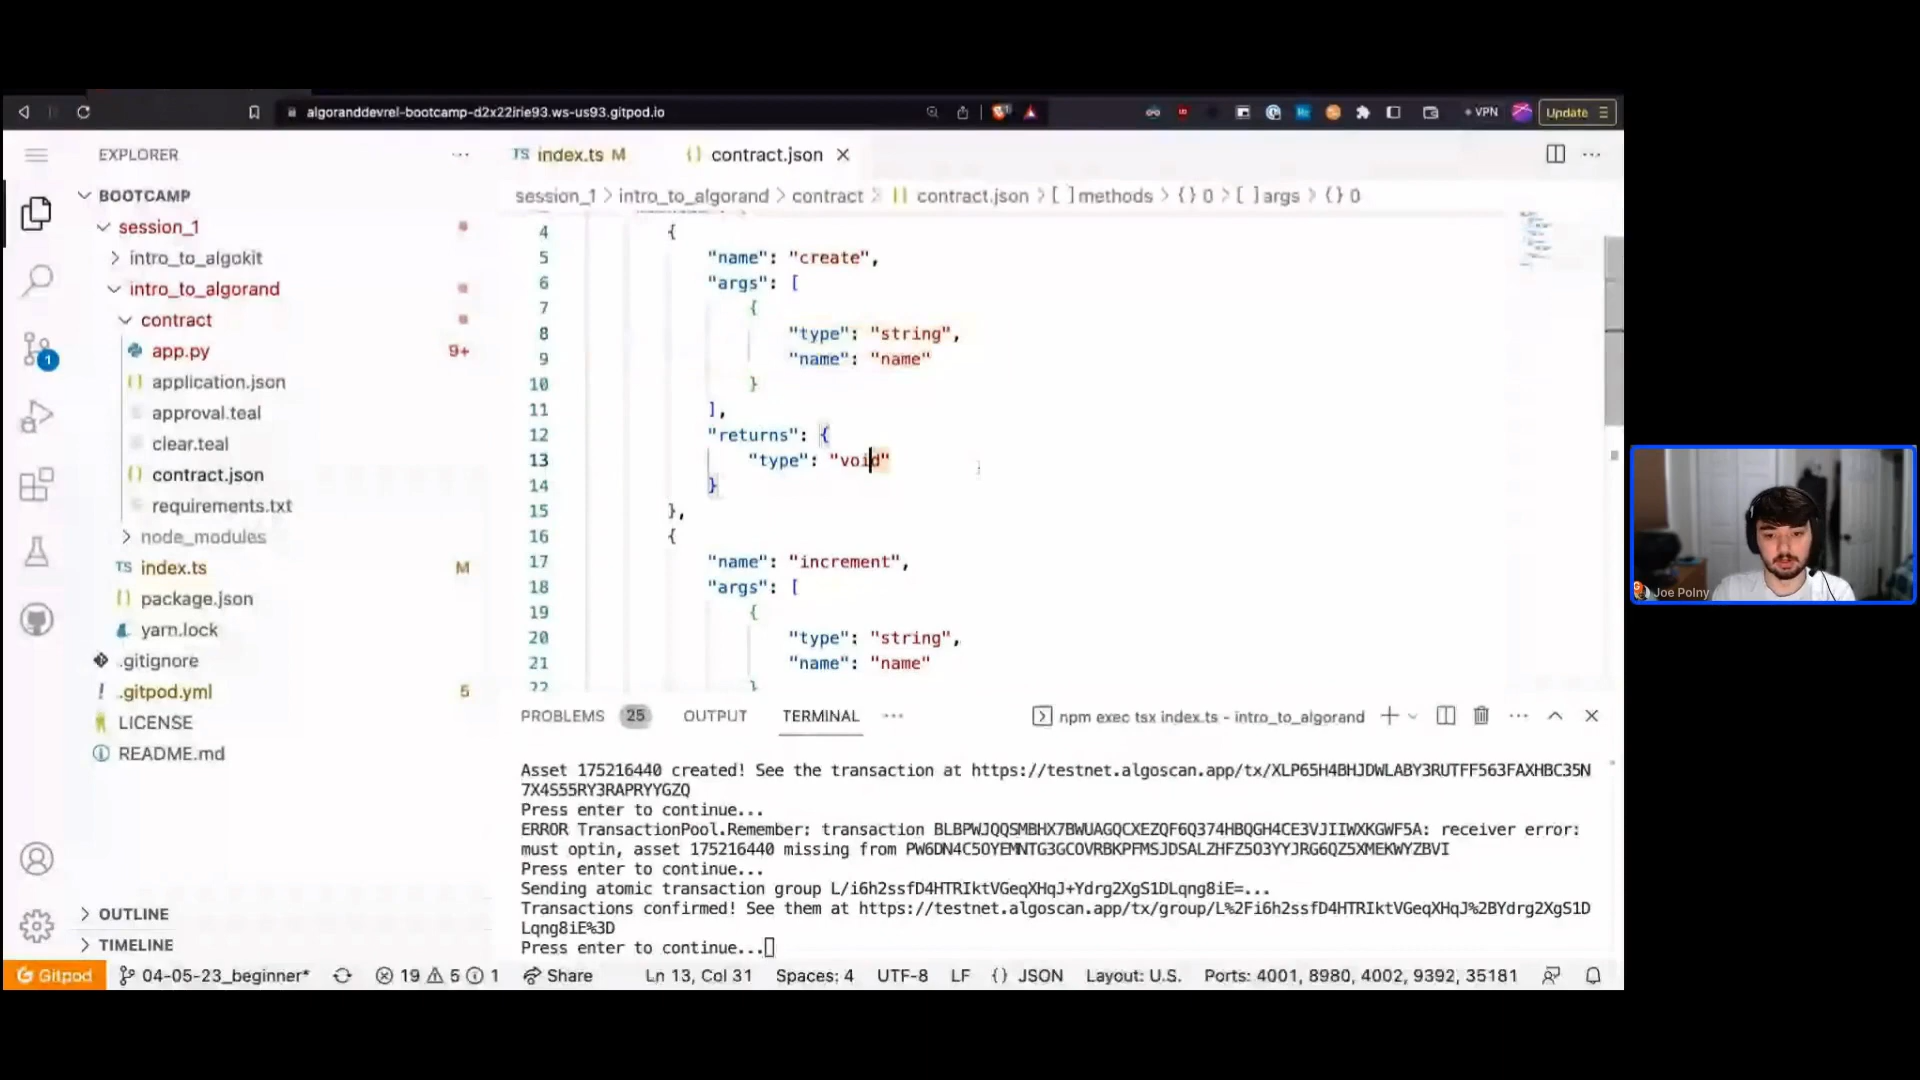 algoranddevrel-bootcamp-d2x22irie93.ws-us93.gitpod.io
VPN
Update
EXPLORER
TS index.ts M
{} contract.json
BOOTCAMP
session_1 > intro_to_algorand > contract > contract.json > [ ] methods > {} 0 > [ ] args > {} 0
session_1
intro_to_algokit
intro_to_algorand
contract
app.py 9+
application.json
approval.teal
clear.teal
contract.json
requirements.txt
node_modules
TS index.ts M
package.json
yarn.lock
.gitignore
! .gitpod.yml 5
LICENSE
README.md
OUTLINE
TIMELINE
1
4 {
5 "name": "create",
6 "args": [
7 {
8 "type": "string",
9 "name": "name"
10 }
11 ],
12 "returns": {
13 "type": "void"
14 }
15 },
16 {
17 "name": "increment",
18 "args": [
19 {
20 "type": "string",
21 "name": "name"
22 }
PROBLEMS 25 OUTPUT TERMINAL ... npm exec tsx index.ts - intro_to_algorand
Asset 175216440 created! See the transaction at https://testnet.algoscan.app/tx/XLP65H4BHJDWLABY3RUTFF563FAXHBC35N
7X4S55RY3RAPRYYGZQ
Press enter to continue...
ERROR TransactionPool.Remember: transaction BLBPWJQQSMBHX7BWUAGQCXEZQF6Q374HBQGH4CE3VJIIWXKGWF5A: receiver error:
must optin, asset 175216440 missing from PW6DN4C5OYEMNTG3GCOVRBKPFMSJDSALZHFZ5O3YYJRG6QZ5XMEKWYZBVI
Press enter to continue...
Sending atomic transaction group L/i6h2ssfD4HTRIktVGeqXHqJ+Ydrg2XgS1DLqng8iE=...
Transactions confirmed! See them at https://testnet.algoscan.app/tx/group/L%2Fi6h2ssfD4HTRIktVGeqXHqJ%2BYdrg2XgS1D
Lqng8iE%3D
Press enter to continue...
Gitpod 04-05-23_beginner* 19 5 1 Share Ln 13, Col 31 Spaces: 4 UTF-8 LF {} JSON Layout: U.S. Ports: 4001, 8980, 4002, 9392, 35181
Joe Polny